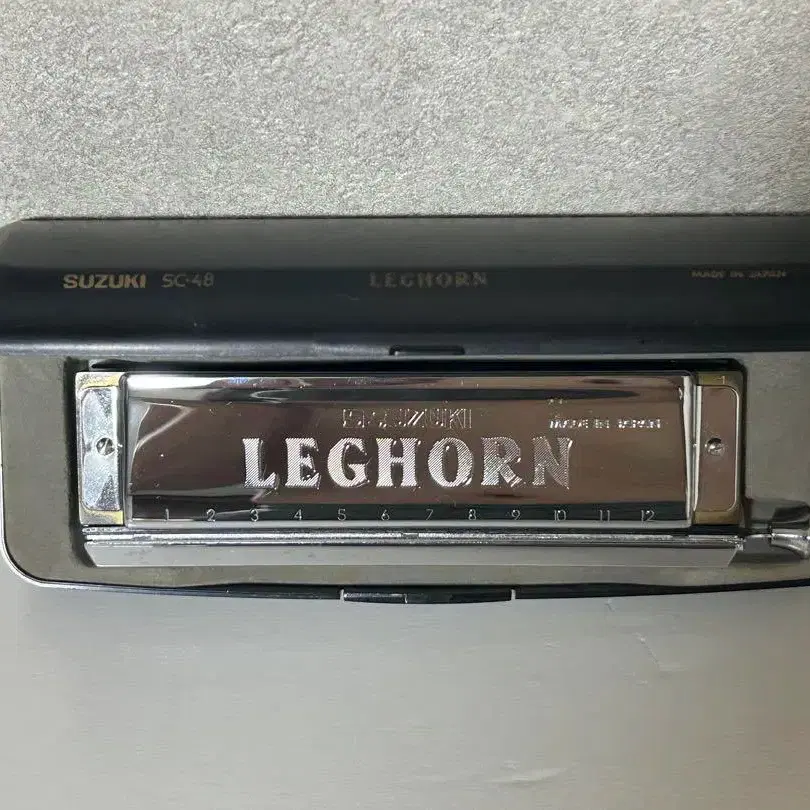 SUZUKI SC-48 LEGHORN MADE IN JAPAN
SUZUKI MADE IN JAPAN
LEGHORN
1 2 3 4 5 6 7 8 9 10 11 12